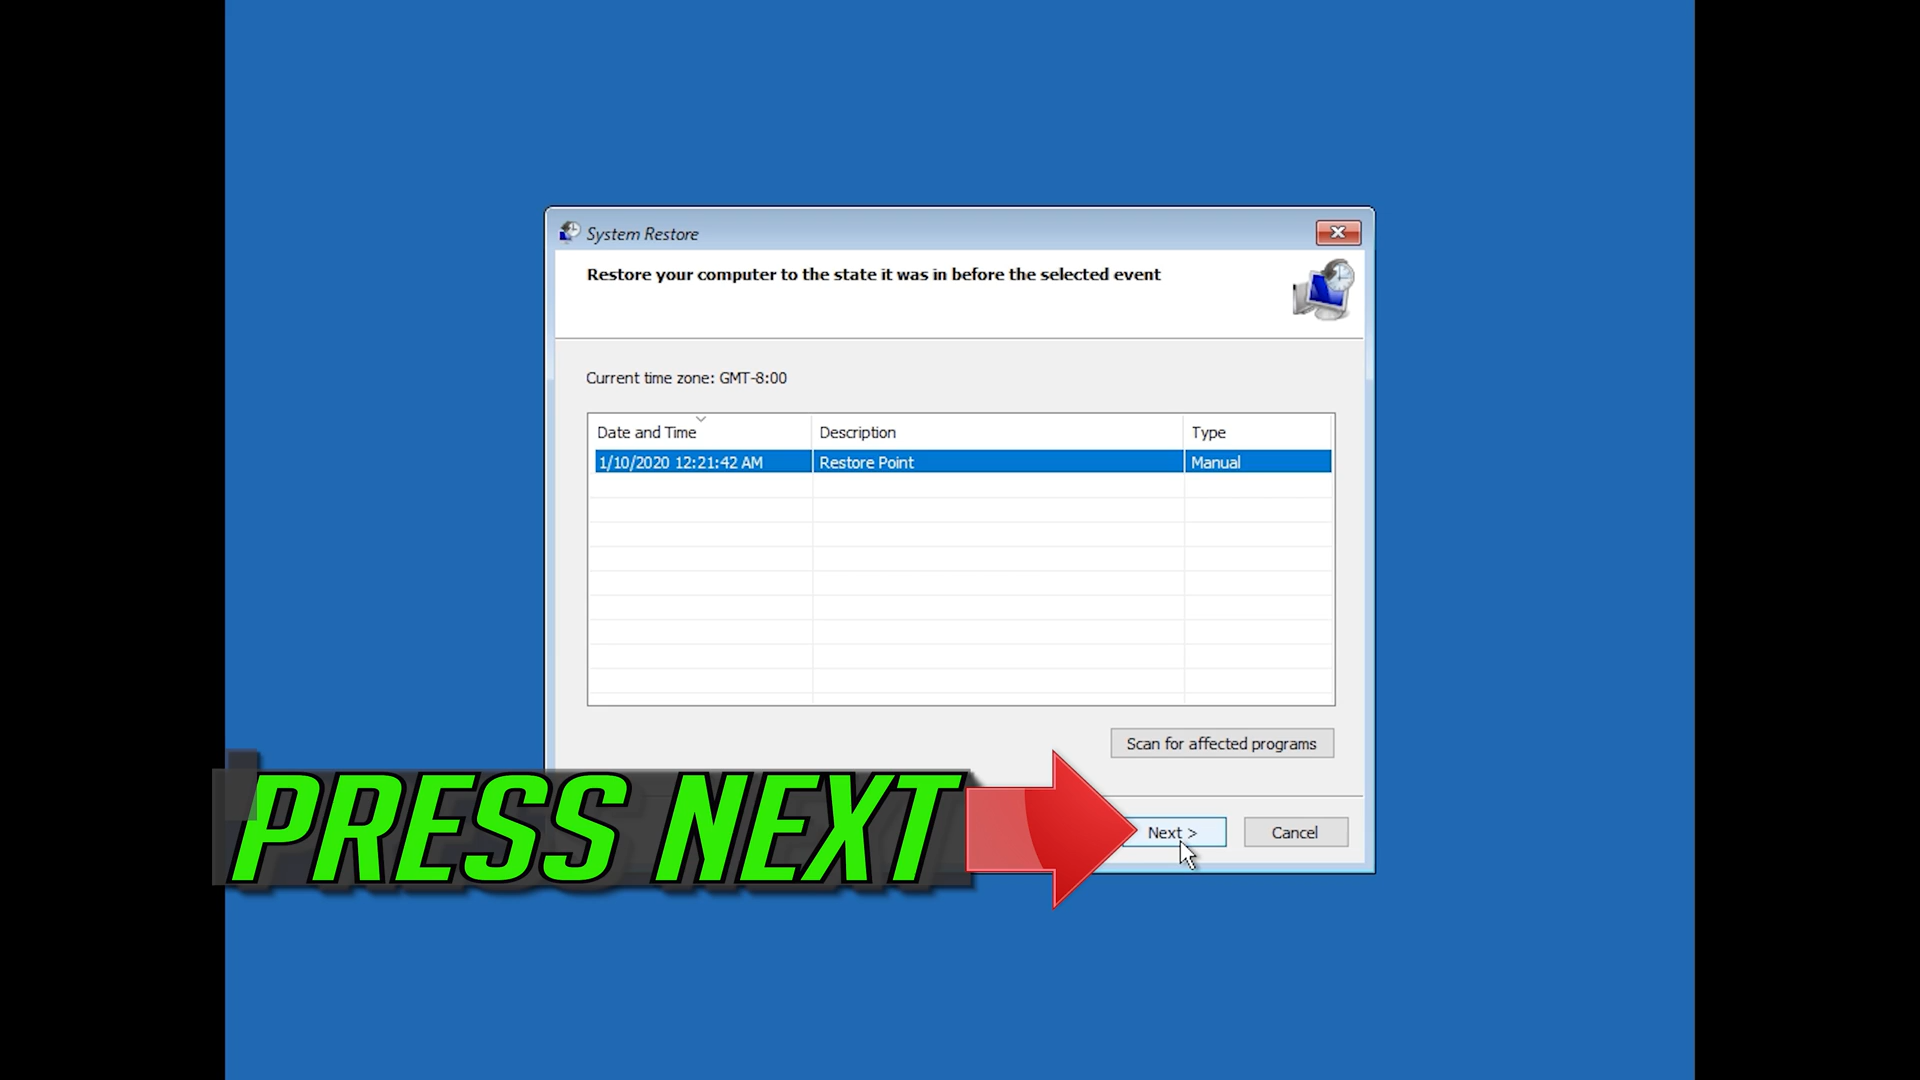 System Restore
Restore your computer to the state it was in before the selected event
Current time zone: GMT-8:00
Date and Time Description Type
1/10/2020 12:21:42 AM Restore Point Manual
Scan for affected programs
PRESS NEXT
Next > Cancel